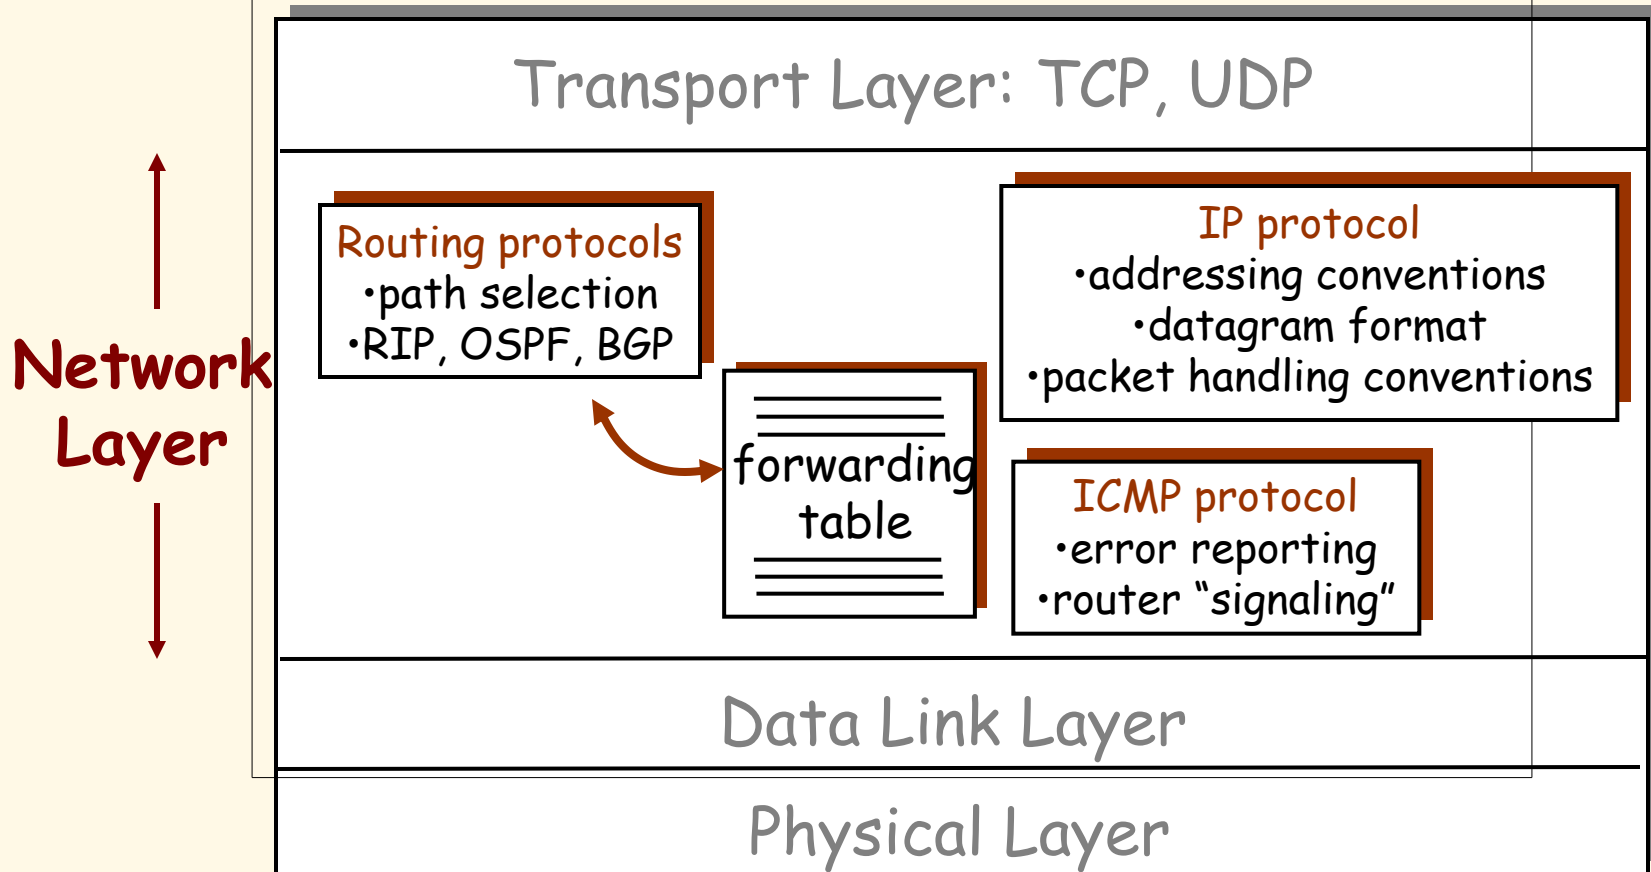 Transport Layer: TCP, UDP
Network
Layer
Routing protocols
•path selection
•RIP, OSPF, BGP
forwarding
table
IP protocol
•addressing conventions
•datagram format
•packet handling conventions
ICMP protocol
•error reporting
•router “signaling”
Data Link Layer
Physical Layer